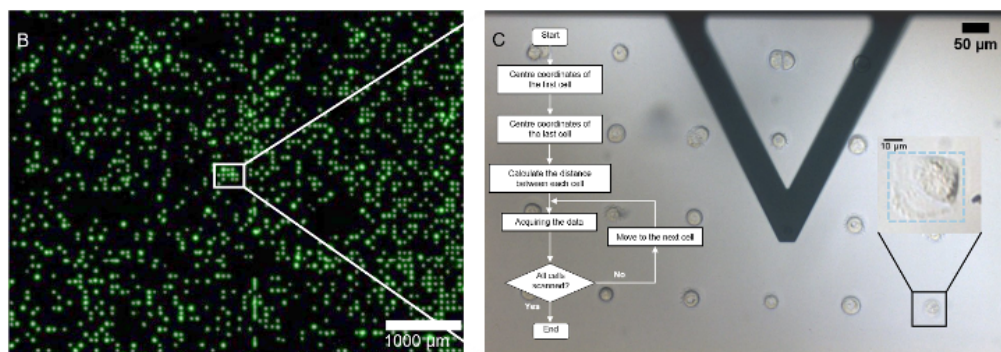 B
1000 µm
C
50 µm
Start
Centre coordinates of
the first cell
Centre coordinates of
the last cell
Calculate the distance
between each cell
Acquiring the data
Move to the next cell
All cells
scanned?
No
Yes
End
10 µm